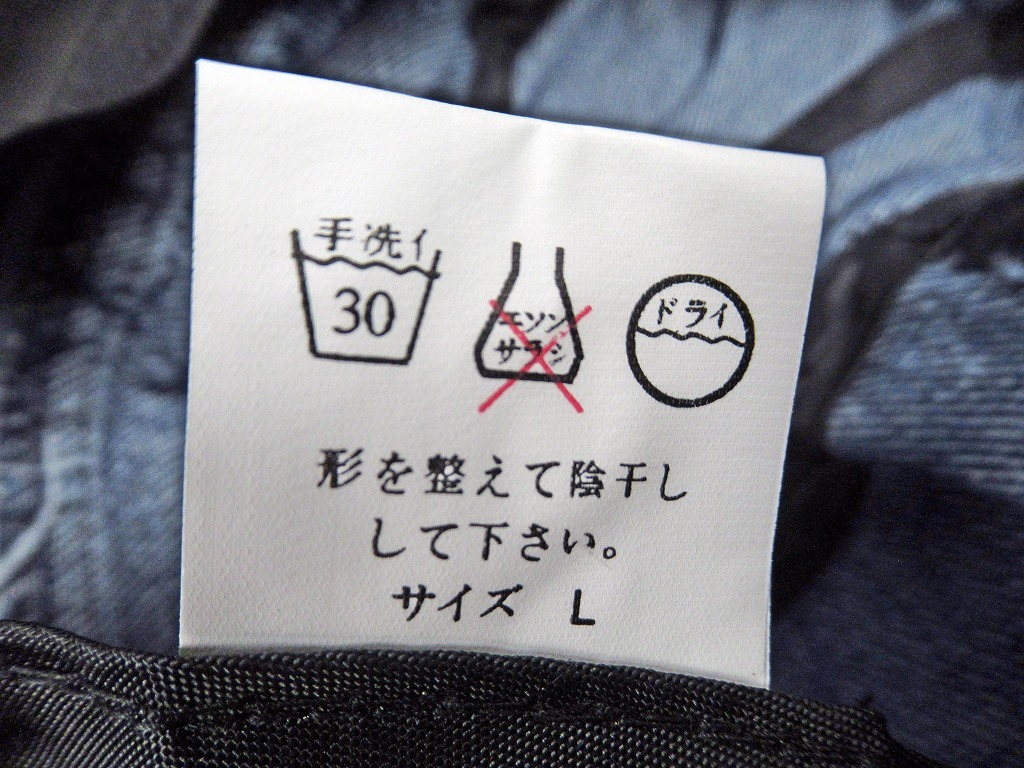 手洗イ
30
エンソ
サラシ
ドライ
形を整えて陰干し
して下さい。
サイズ L